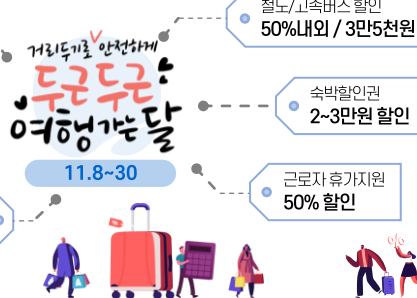 철도/고속버스 할인
50%내외 / 3만5천원
거리두기로 안전하게
두근두근
여행가는 달
숙박할인권
2~3만원 할인
11.8~30
근로자 휴가지원
50% 할인